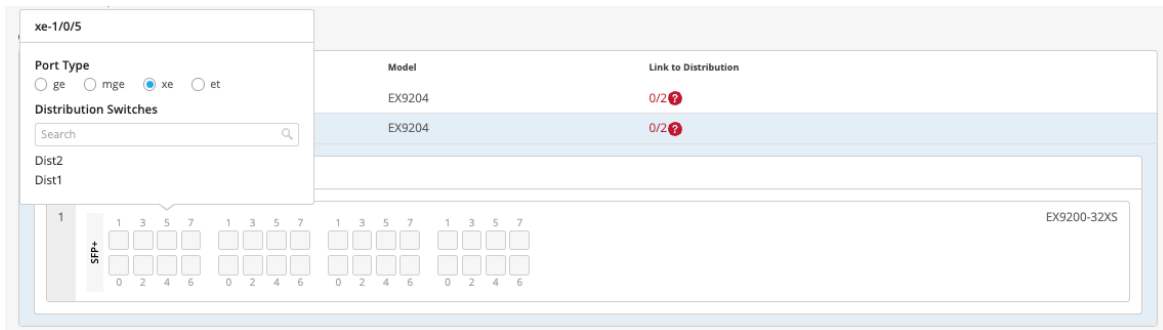 xe-1/0/5
Port Type
ge mge xe et
Distribution Switches
Search
Dist2
Dist1
Model Link to Distribution
EX9204 0/2 ?
EX9204 0/2 ?
1 EX9200-32XS
SFP+
1 3 5 7 1 3 5 7 1 3 5 7 1 3 5 7
0 2 4 6 0 2 4 6 0 2 4 6 0 2 4 6